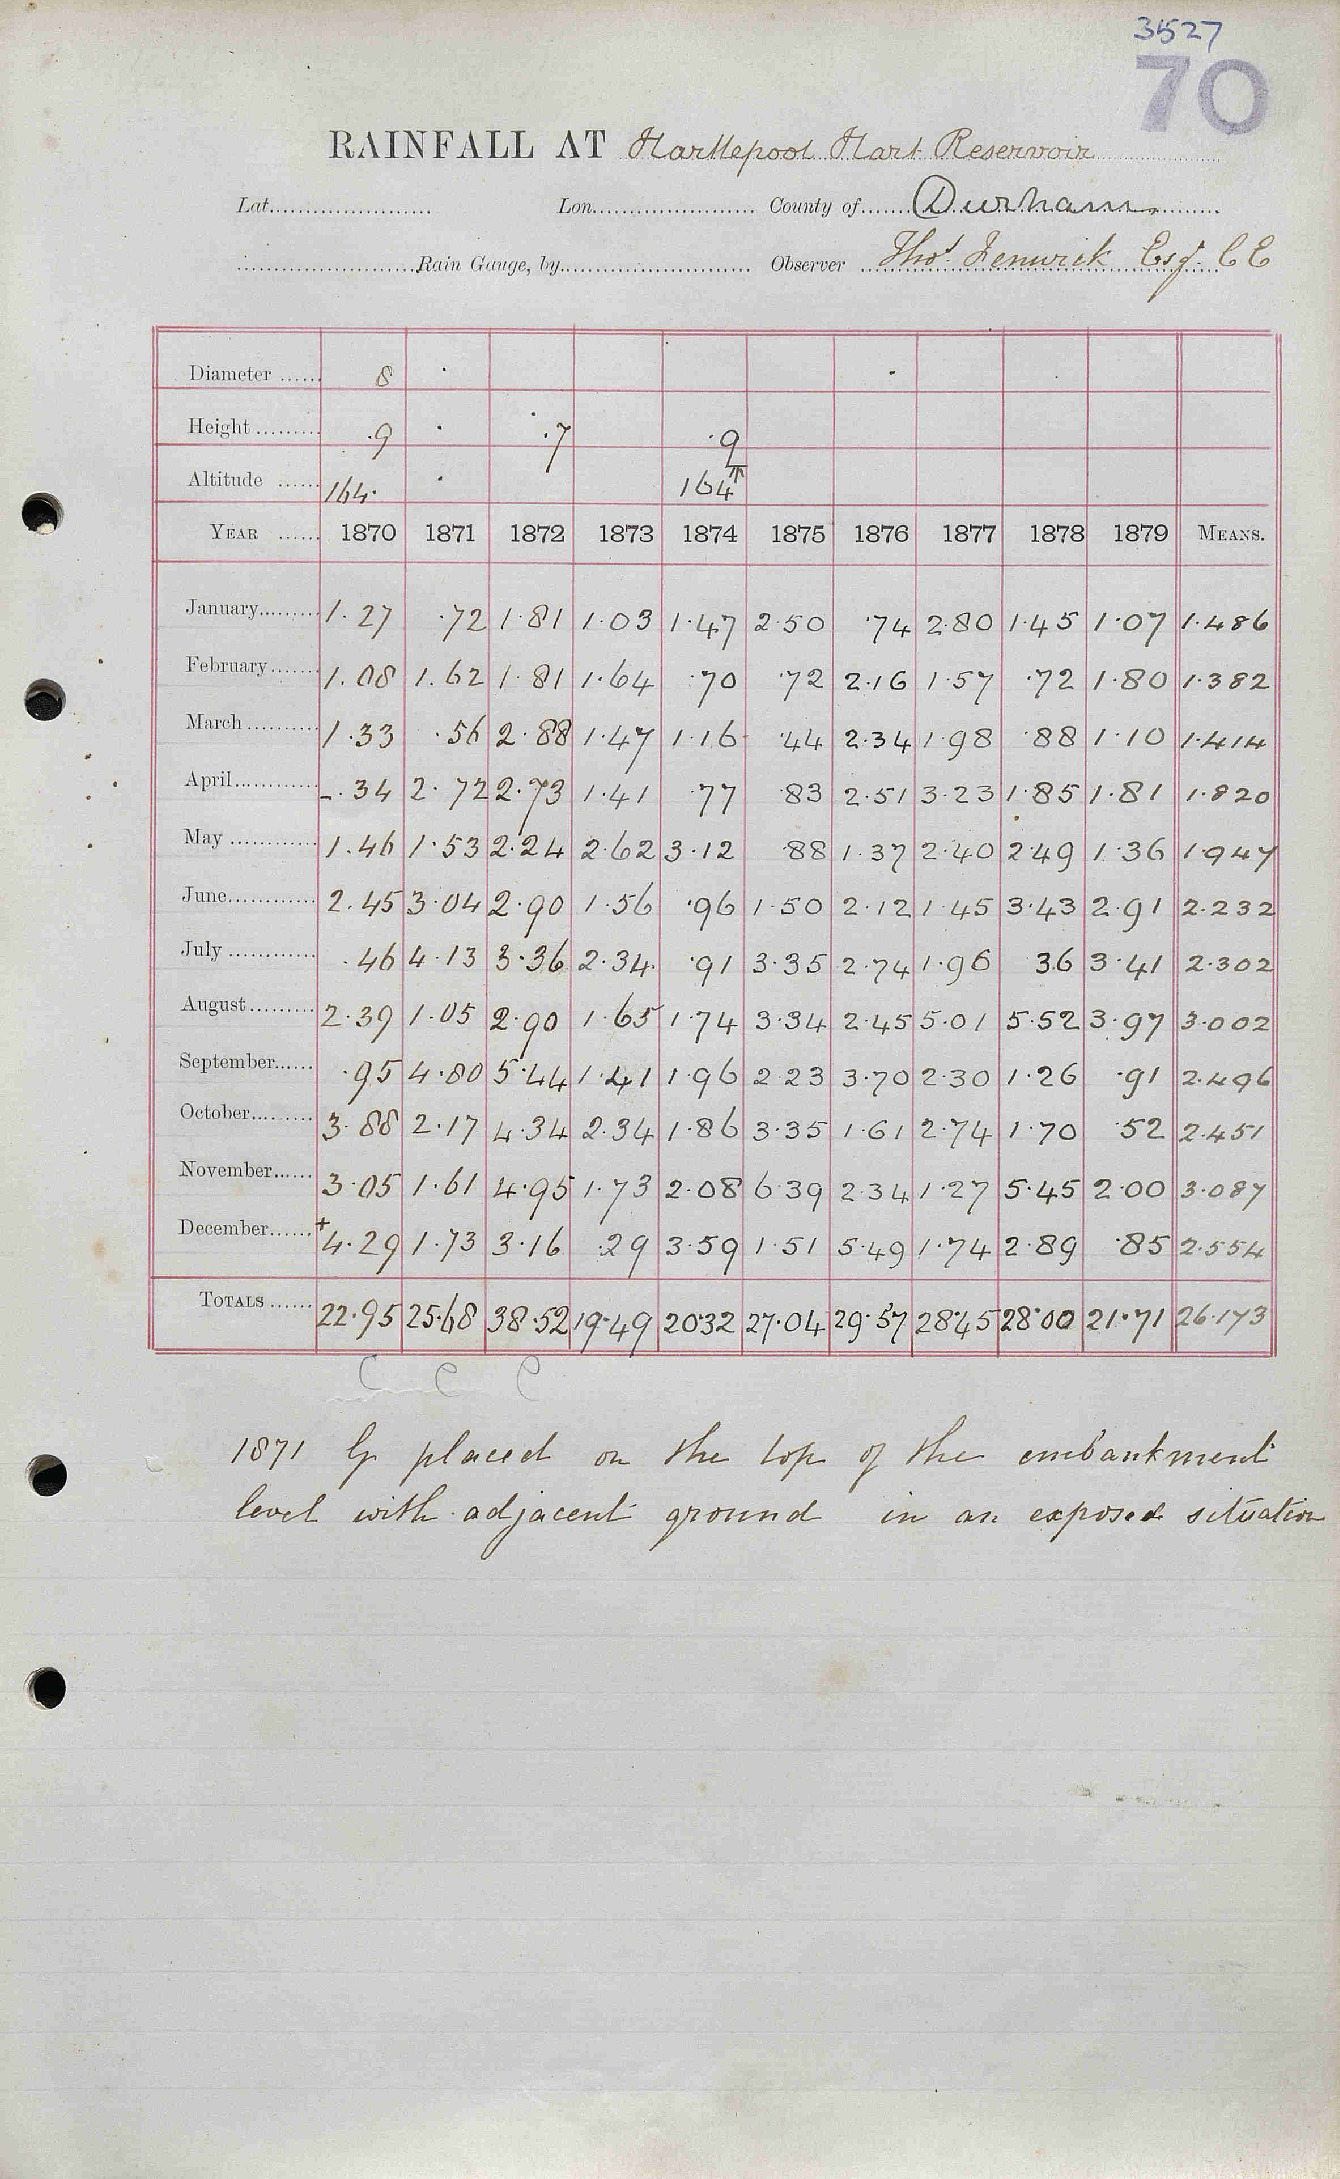 3527
70
RAINFALL AT Hartlepool Hart Reservoir
Lat. Lon. County of Durham
Rain Gauge, by Observer Thos Fenwick Esqr. C E
Diameter 8
Height .9 .7 .9
Altitude 164. 164
YEAR 1870 1871 1872 1873 1874 1875 1876 1877 1878 1879 MEANS.
January 1.27 .72 1.81 1.03 1.47 2.50 .74 2.80 1.45 1.07 1.486
February 1.08 1.62 1.81 1.64 .70 .72 2.16 1.57 .72 1.80 1.382
March 1.33 .56 2.88 1.47 1.16 .44 2.34 1.98 .88 1.10 1.414
April -.34 2.72 2.73 1.41 .77 .83 2.51 3.23 1.85 1.81 1.820
May 1.46 1.53 2.24 2.62 3.12 .88 1.37 2.40 2.49 1.36 1.947
June 2.45 3.04 2.90 1.56 .96 1.50 2.12 1.45 3.43 2.91 2.232
July .46 4.13 3.36 2.34 .91 3.35 2.74 1.96 36 3.41 2.302
August 2.39 1.05 2.90 1.65 1.74 3.34 2.45 5.01 5.52 3.97 3.002
September .95 4.80 5.44 1.41 1.96 2.23 3.70 2.30 1.26 .91 2.496
October 3.88 2.17 4.34 2.34 1.86 3.35 1.61 2.74 1.70 .52 2.451
November 3.05 1.61 4.95 1.73 2.08 6.39 2.34 1.27 5.45 2.00 3.087
December +4.29 1.73 3.16 .29 3.59 1.51 5.49 1.74 2.89 .85 2.554
TOTALS 22.95 25.68 38.52 19.49 20.32 27.04 29.57 28.45 28.00 21.71 26.173
C C C
1871 G placed on the top of the embankment
level with adjacent ground in an exposed situation